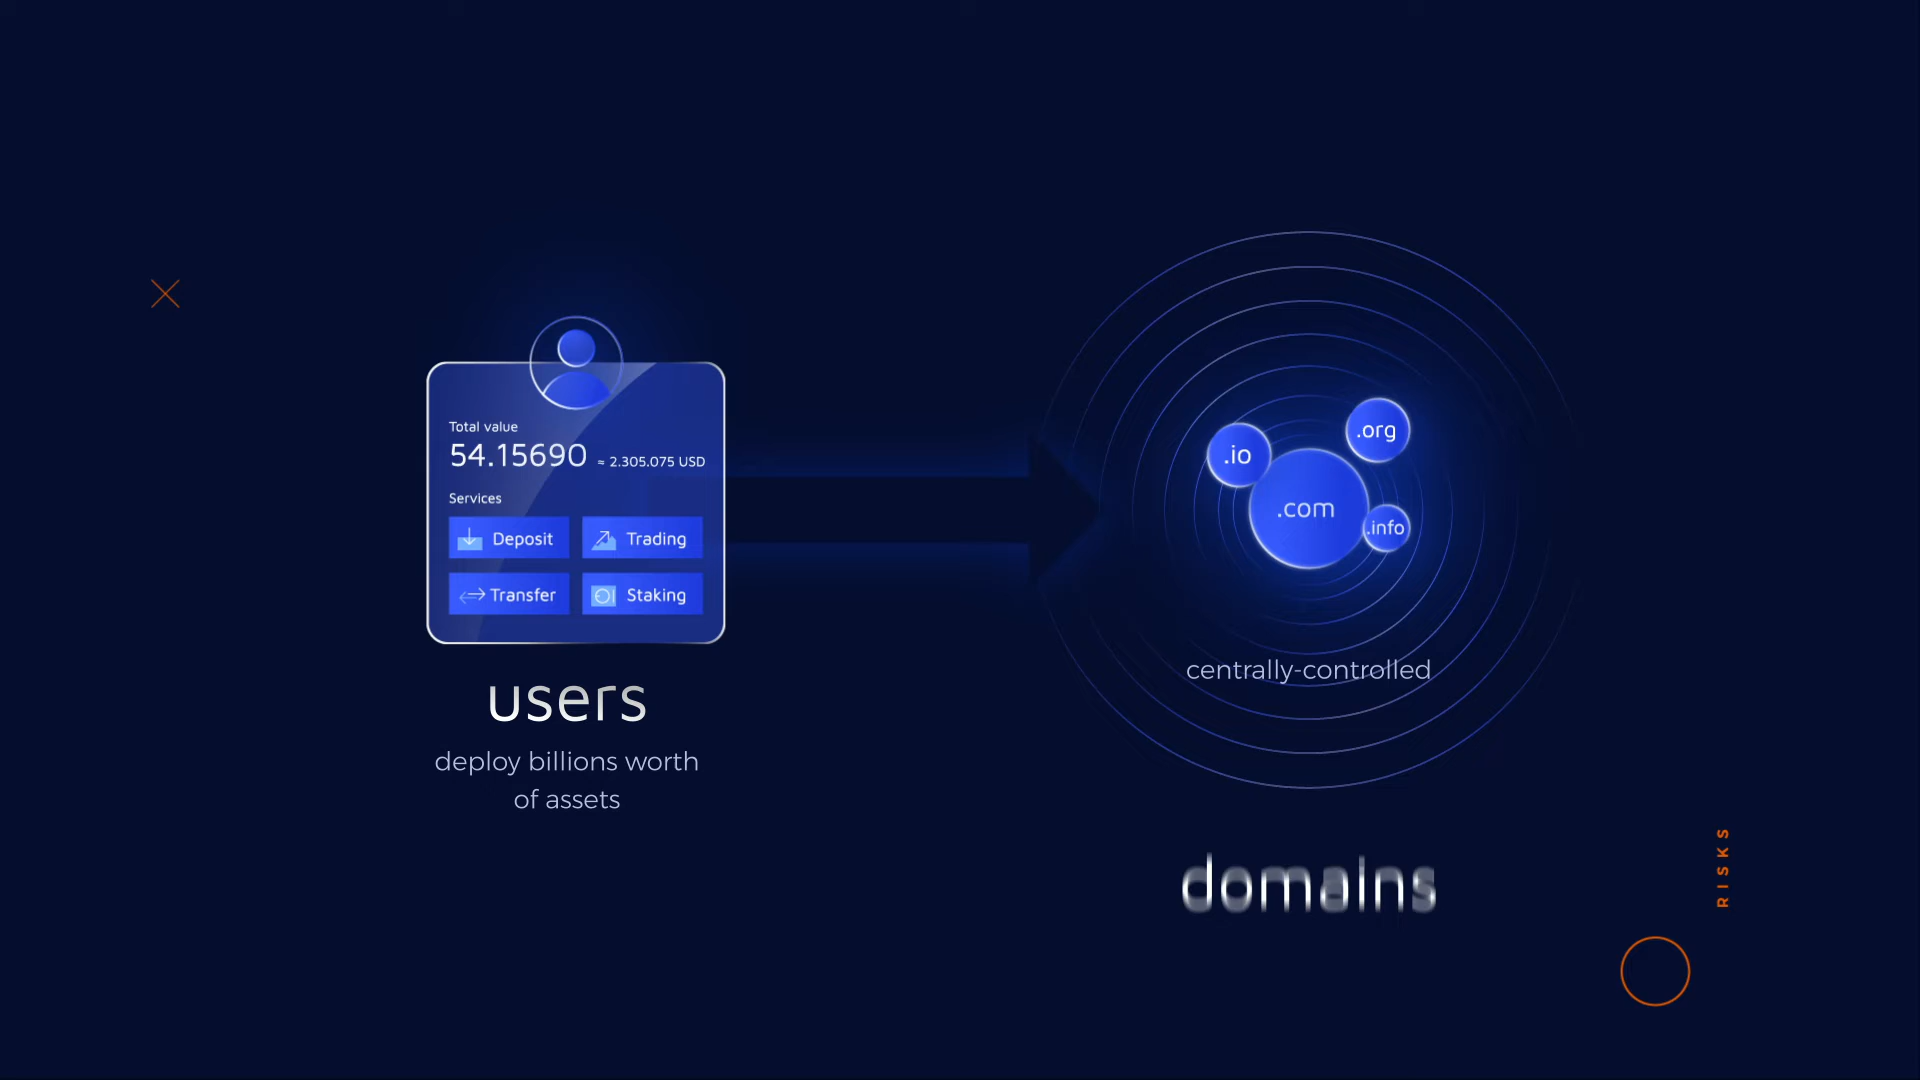 Total value
54.15690 ≈ 2.305.075 USD
Services
Deposit
Trading
Transfer
Staking
users
deploy billions worth
of assets
.io
.org
.com
.info
centrally-controlled
domains
RISKS